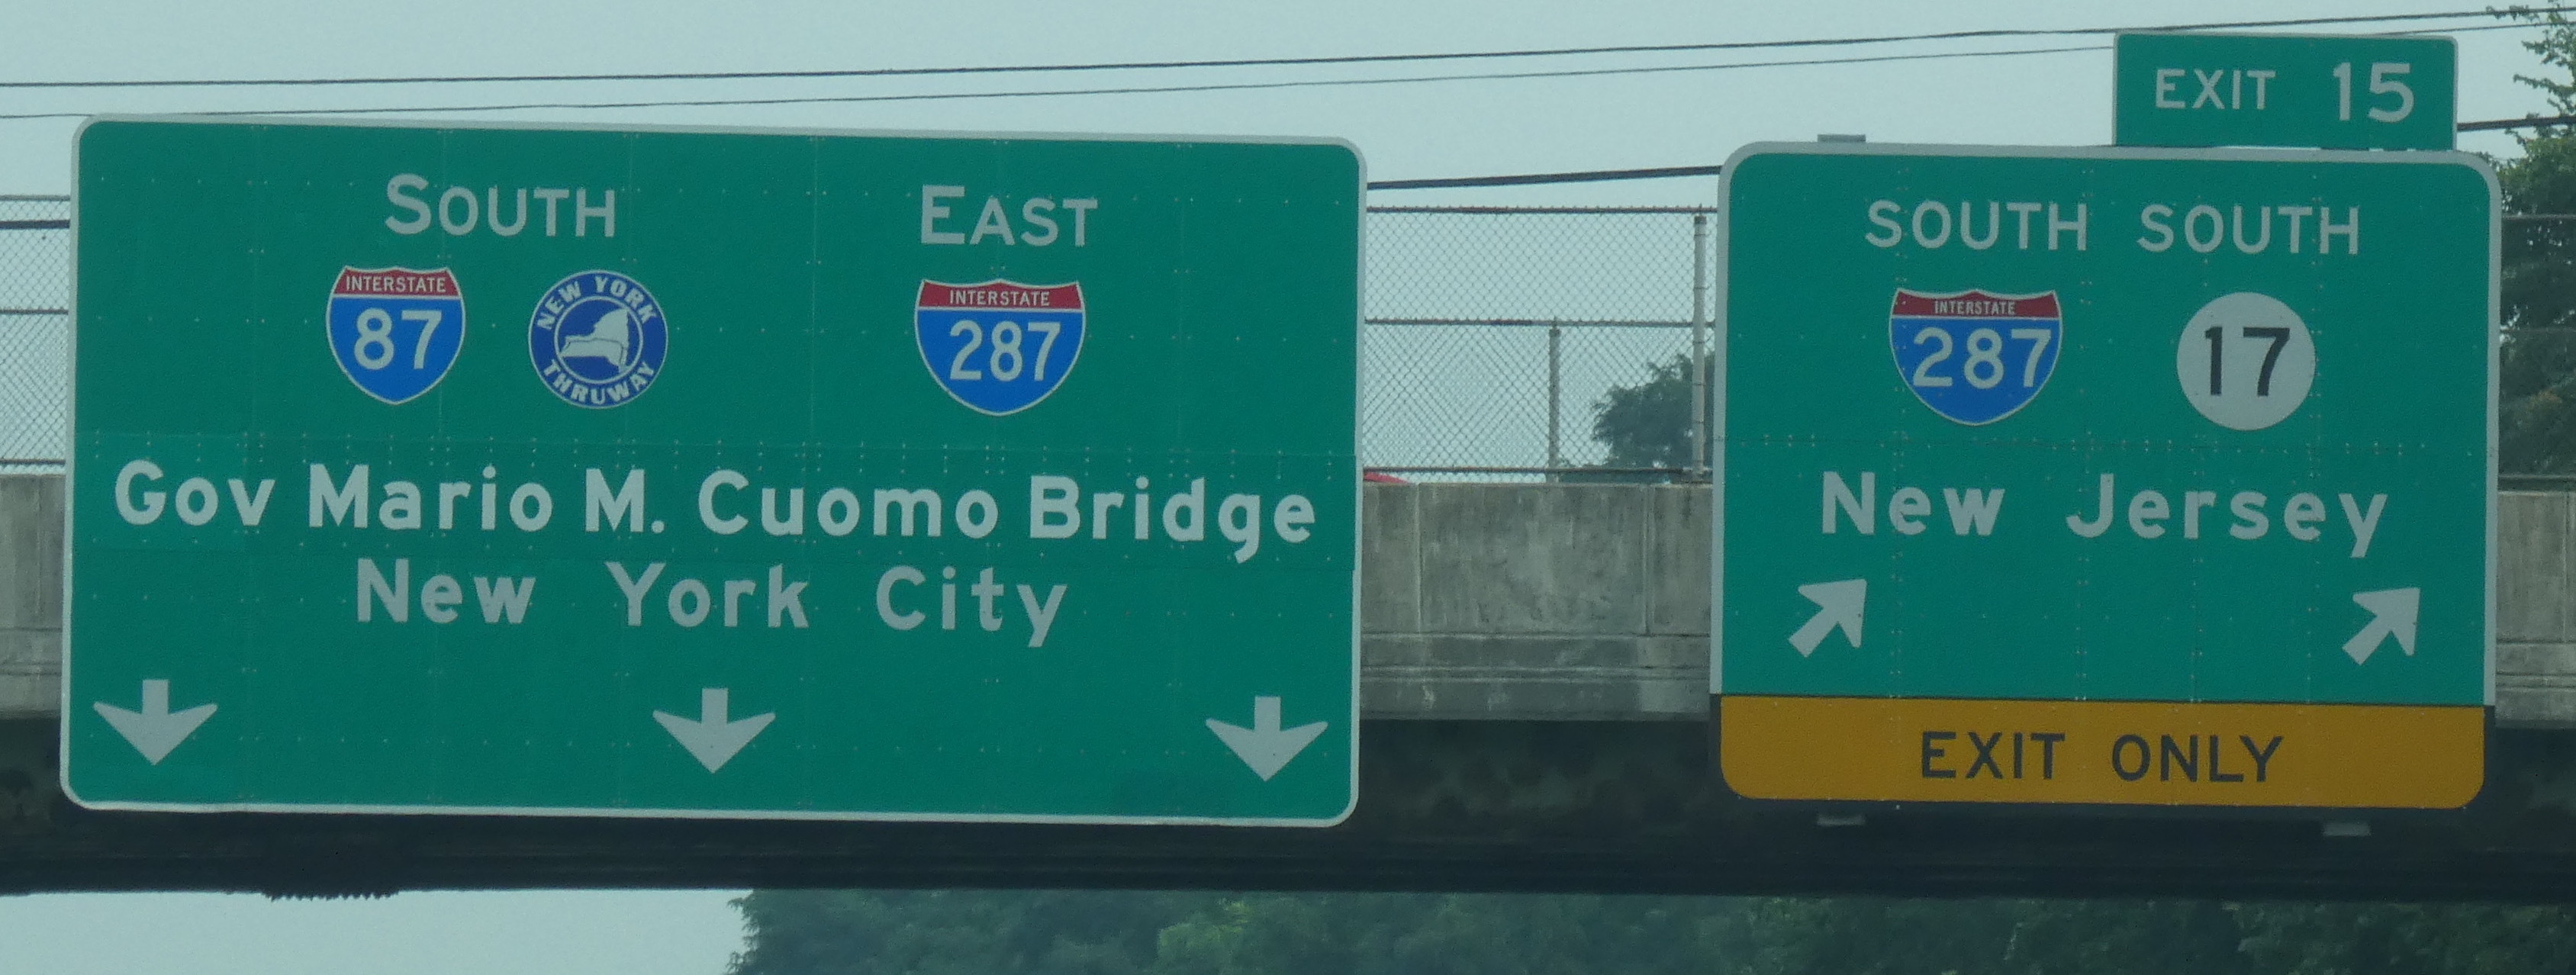 SOUTH EAST
INTERSTATE
87
NEW YORK
THRUWAY
INTERSTATE
287
Gov Mario M. Cuomo Bridge
New York City
EXIT 15
SOUTH SOUTH
INTERSTATE
287
17
New Jersey
EXIT ONLY